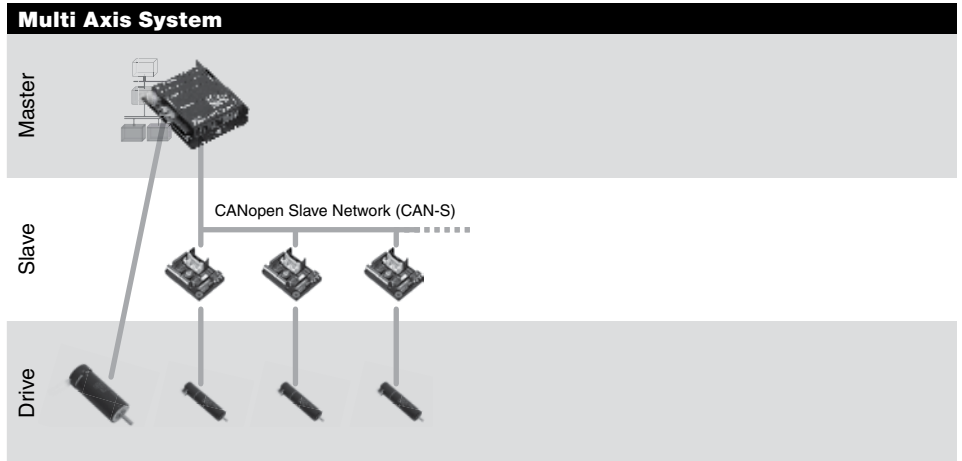 Multi Axis System
Master
CANopen Slave Network (CAN-S)
Slave
Drive